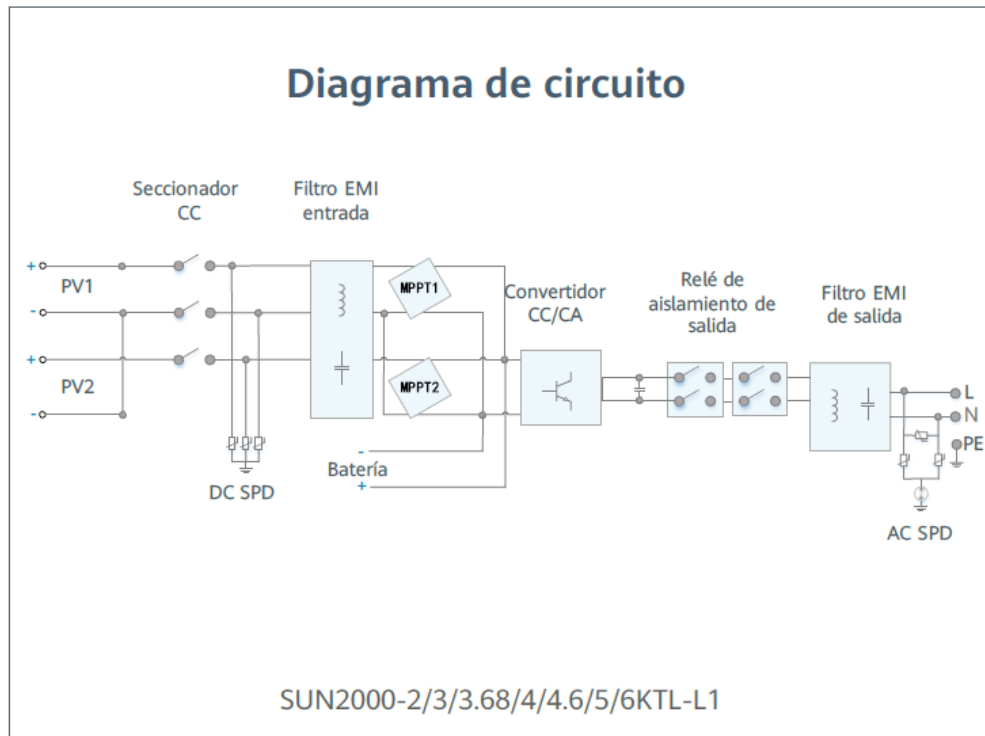 Diagrama de circuito
Seccionador
CC
Filtro EMI
entrada
+
PV1
-
+
PV2
-
MPPT1
MPPT2
Convertidor
CC/CA
Relé de
aislamiento de
salida
Filtro EMI
de salida
L
N
PE
-
Batería
+
DC SPD
AC SPD
SUN2000-2/3/3.68/4/4.6/5/6KTL-L1